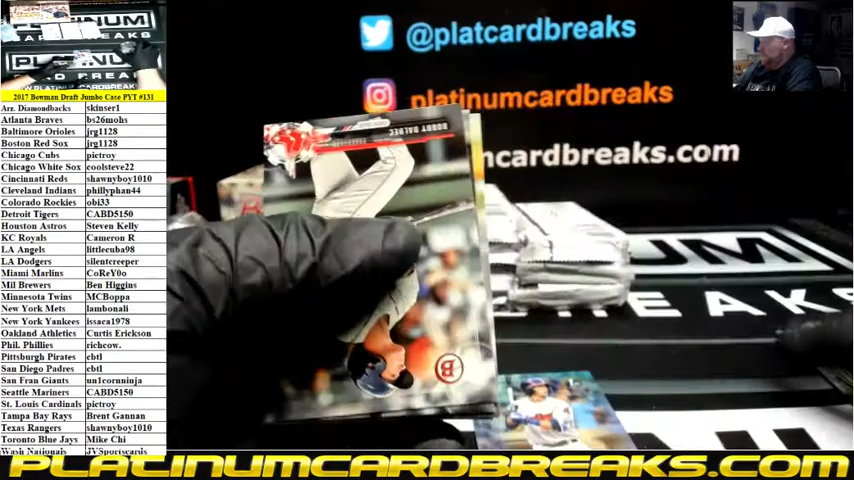 @platcardbreaks
platinumcardbreaks
mcardbreaks.com
BOBBY DALBEC
B
2017 Bowman Draft Jumbo Case PYT #131
Arz. Diamondbacks skinser1
Atlanta Braves bs26mohs
Baltimore Orioles jrg1128
Boston Red Sox jrg1128
Chicago Cubs pietroy
Chicago White Sox coolsteve22
Cincinnati Reds shawnyboy1010
Cleveland Indians phillyphan44
Colorado Rockies obi33
Detroit Tigers CABD5150
Houston Astros Steven Kelly
KC Royals Cameron R
LA Angels littlecuba98
LA Dodgers silentcreeper
Miami Marlins CoReY0o
Mil Brewers Ben Higgins
Minnesota Twins MCBoppa
New York Mets lambonali
New York Yankees issaca1978
Oakland Athletics Curtis Erickson
Phil. Phillies richcow.
Pittsburgh Pirates cbtl
San Diego Padres cbtl
San Fran Giants un1cornninja
Seattle Mariners CABD5150
St. Louis Cardinals pietroy
Tampa Bay Rays Brent Gannan
Texas Rangers shawnyboy1010
Toronto Blue Jays Mike Chi
Wash Nationals JVSportscards
PLATINUMCARDBREAKS.COM